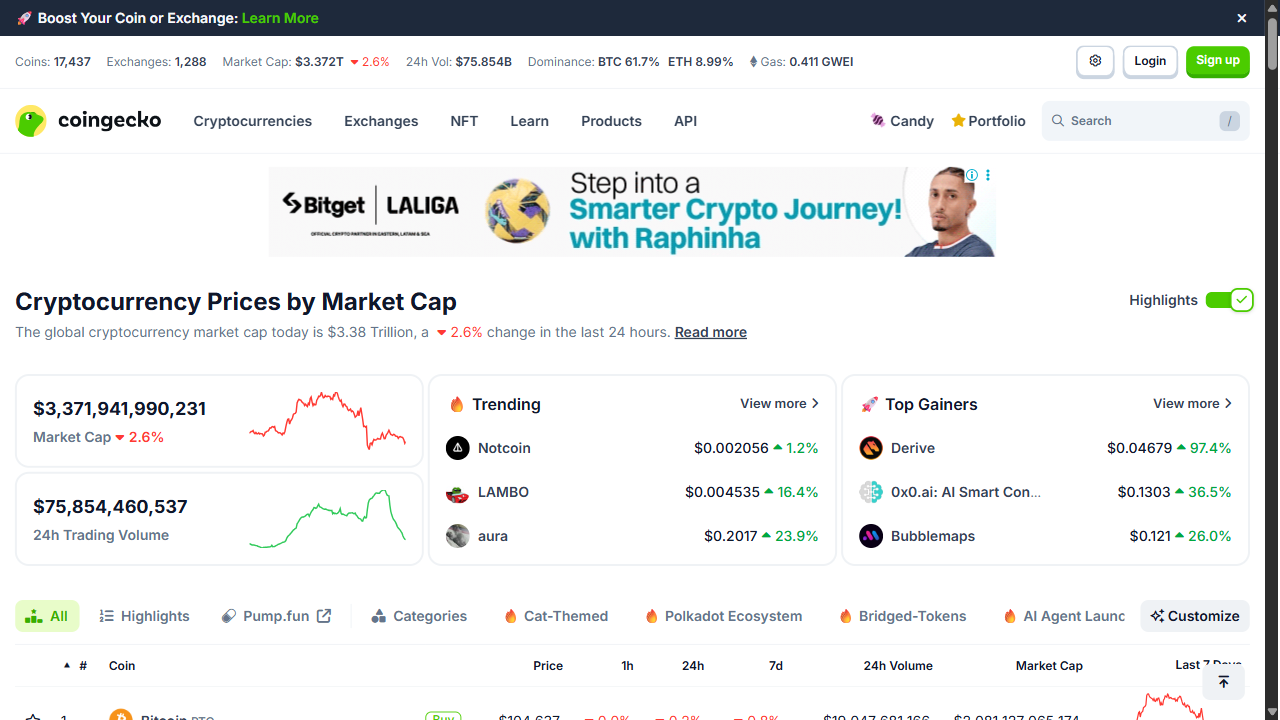 🚀 Boost Your Coin or Exchange: Learn More
Coins: 17,437 Exchanges: 1,288 Market Cap: $3.372T 2.6% 24h Vol: $75.854B Dominance: BTC 61.7% ETH 8.99% Gas: 0.411 GWEI
Login
Sign up
coingecko
Cryptocurrencies
Exchanges
NFT
Learn
Products
API
Candy
Portfolio
Search /
Bitget LALIGA
OFFICIAL CRYPTO PARTNER IN EASTERN, LATAM & SEA
Step into a
Smarter Crypto Journey!
with Raphinha
Cryptocurrency Prices by Market Cap
Highlights
The global cryptocurrency market cap today is $3.38 Trillion, a 2.6% change in the last 24 hours. Read more
$3,371,941,990,231
Market Cap 2.6%
$75,854,460,537
24h Trading Volume
Trending View more
Notcoin $0.002056 1.2%
LAMBO $0.004535 16.4%
aura $0.2017 23.9%
Top Gainers View more
Derive $0.04679 97.4%
0x0.ai: AI Smart Con... $0.1303 36.5%
Bubblemaps $0.121 26.0%
All
Highlights
Pump.fun
Categories
Cat-Themed
Polkadot Ecosystem
Bridged-Tokens
AI Agent Launc
Customize
# Coin Price 1h 24h 7d 24h Volume Market Cap Last 7 Days
1 Bitcoin BTC Buy $104,637 0.0% 0.2% 0.8% $19,047,681,166 $2,081,127,065,174